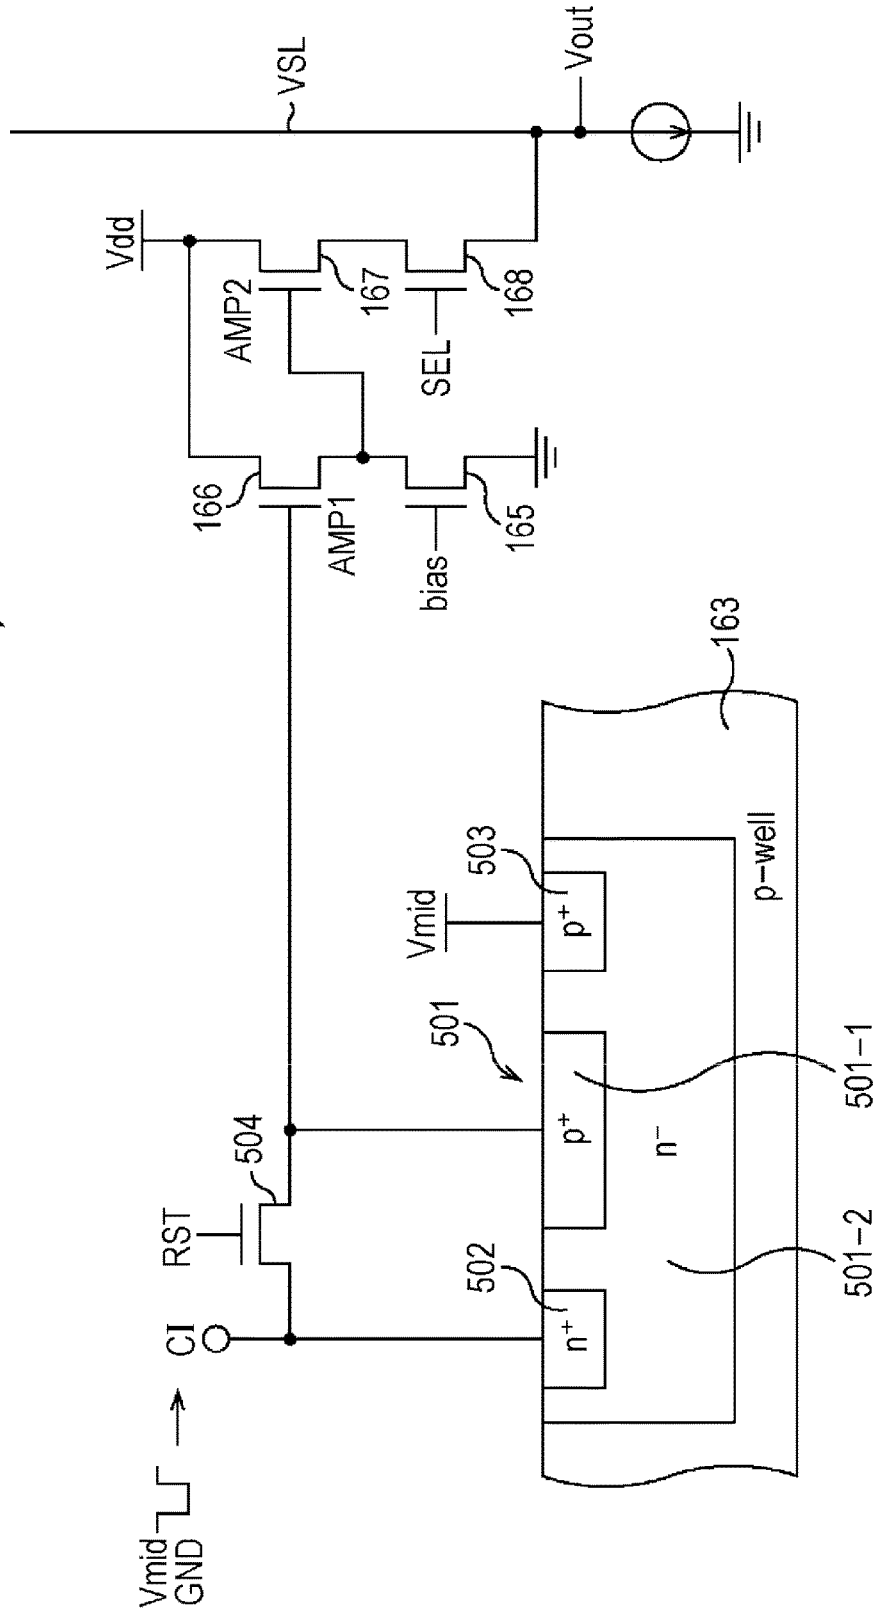 Vmid
GND
CI
RST
504
502
n+
501
p+
Vmid
503
p+
n−
p−well
163
501−2
501−1
166
AMP1
bias
165
Vdd
AMP2
167
SEL
168
VSL
Vout